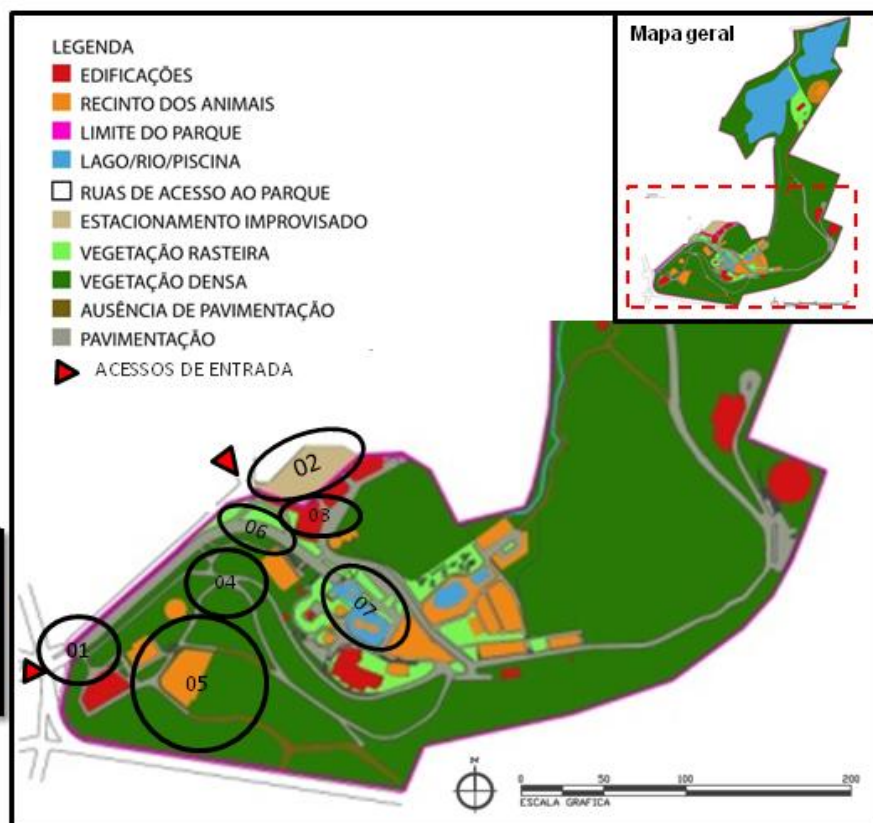 LEGENDA
EDIFICAÇÕES
RECINTO DOS ANIMAIS
LIMITE DO PARQUE
LAGO/RIO/PISCINA
RUAS DE ACESSO AO PARQUE
ESTACIONAMENTO IMPROVISADO
VEGETAÇÃO RASTEIRA
VEGETAÇÃO DENSA
AUSÊNCIA DE PAVIMENTAÇÃO
PAVIMENTAÇÃO
ACESSOS DE ENTRADA
Mapa geral
02
03
06
04
07
01
05
N
0 50 100 200
ESCALA GRAFICA